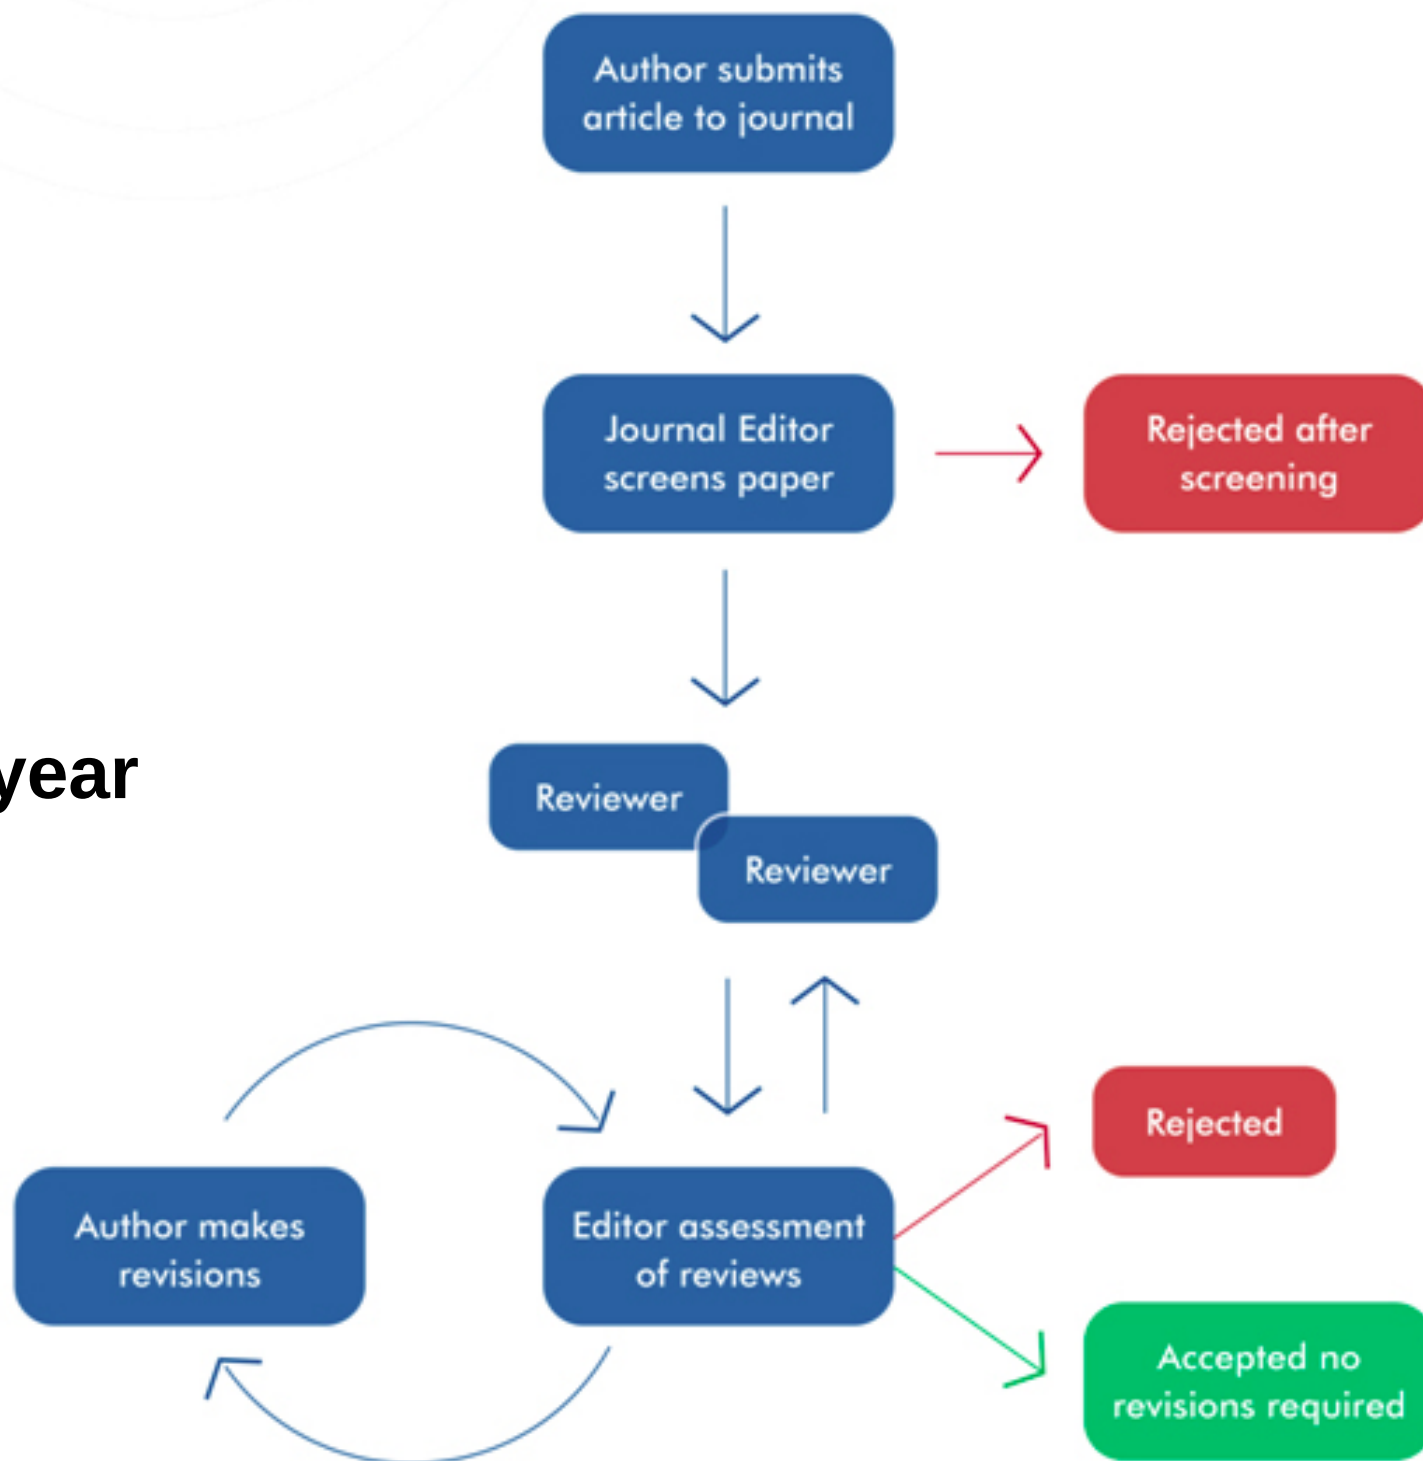 Author submits
article to journal
Journal Editor
screens paper
Rejected after
screening
year
Reviewer
Reviewer
Rejected
Author makes
revisions
Editor assessment
of reviews
Accepted no
revisions required